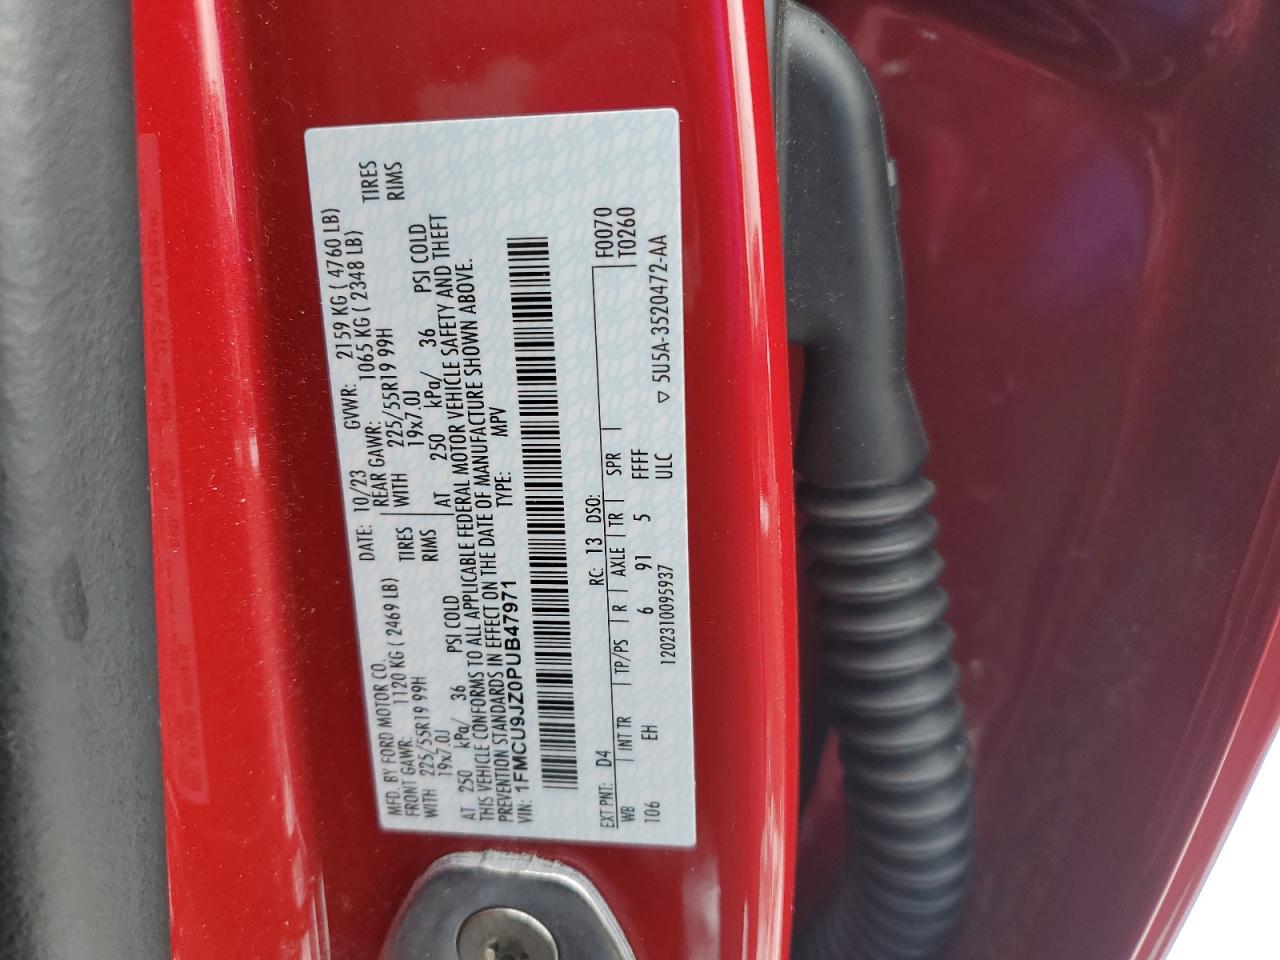 MFD. BY FORD MOTOR CO. DATE: 10/23 GVWR: 2159 KG ( 4760 LB)
FRONT GAWR: 1120 KG ( 2469 LB) REAR GAWR: 1065 KG ( 2348 LB)
WITH 225/55R19 99H TIRES WITH 225/55R19 99H TIRES
19x7.0J RIMS 19x7.0J RIMS
AT 250 kPa/ 36 PSI COLD AT 250 kPa/ 36 PSI COLD
THIS VEHICLE CONFORMS TO ALL APPLICABLE FEDERAL MOTOR VEHICLE SAFETY AND THEFT
PREVENTION STANDARDS IN EFFECT ON THE DATE OF MANUFACTURE SHOWN ABOVE.
VIN: 1FMCU9JZ0PUB47971 TYPE: MPV
EXT PNT: D4 RC: 13 DSO: F0070
WB INT TR TP/PS R AXLE TR SPR T0260
106 EH 6 91 5 FFFF
1202310095937 ULC ▽ 5U5A-3520472-AA